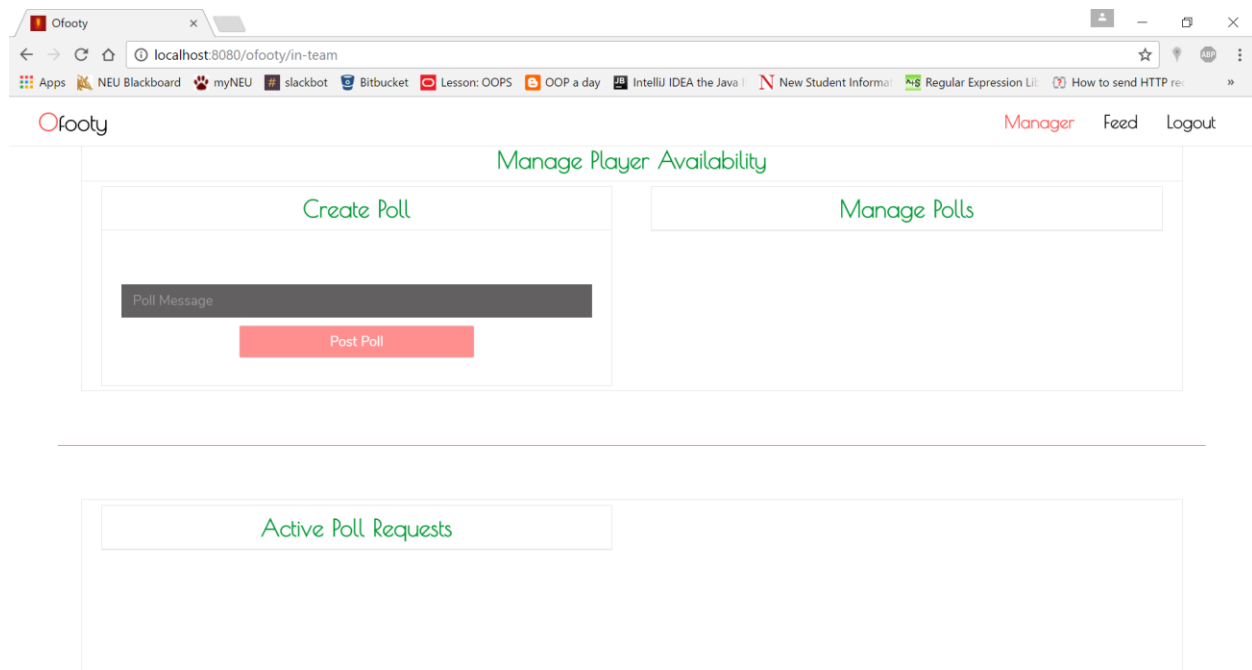 Ofooty
localhost:8080/ofooty/in-team
Apps NEU Blackboard myNEU slackbot Bitbucket Lesson: OOPS OOP a day IntelliJ IDEA the Java New Student Informa Regular Expression Li How to send HTTP re »
Ofooty Manager Feed Logout
Manage Player Availability
Create Poll Manage Polls
Poll Message
Post Poll
Active Poll Requests